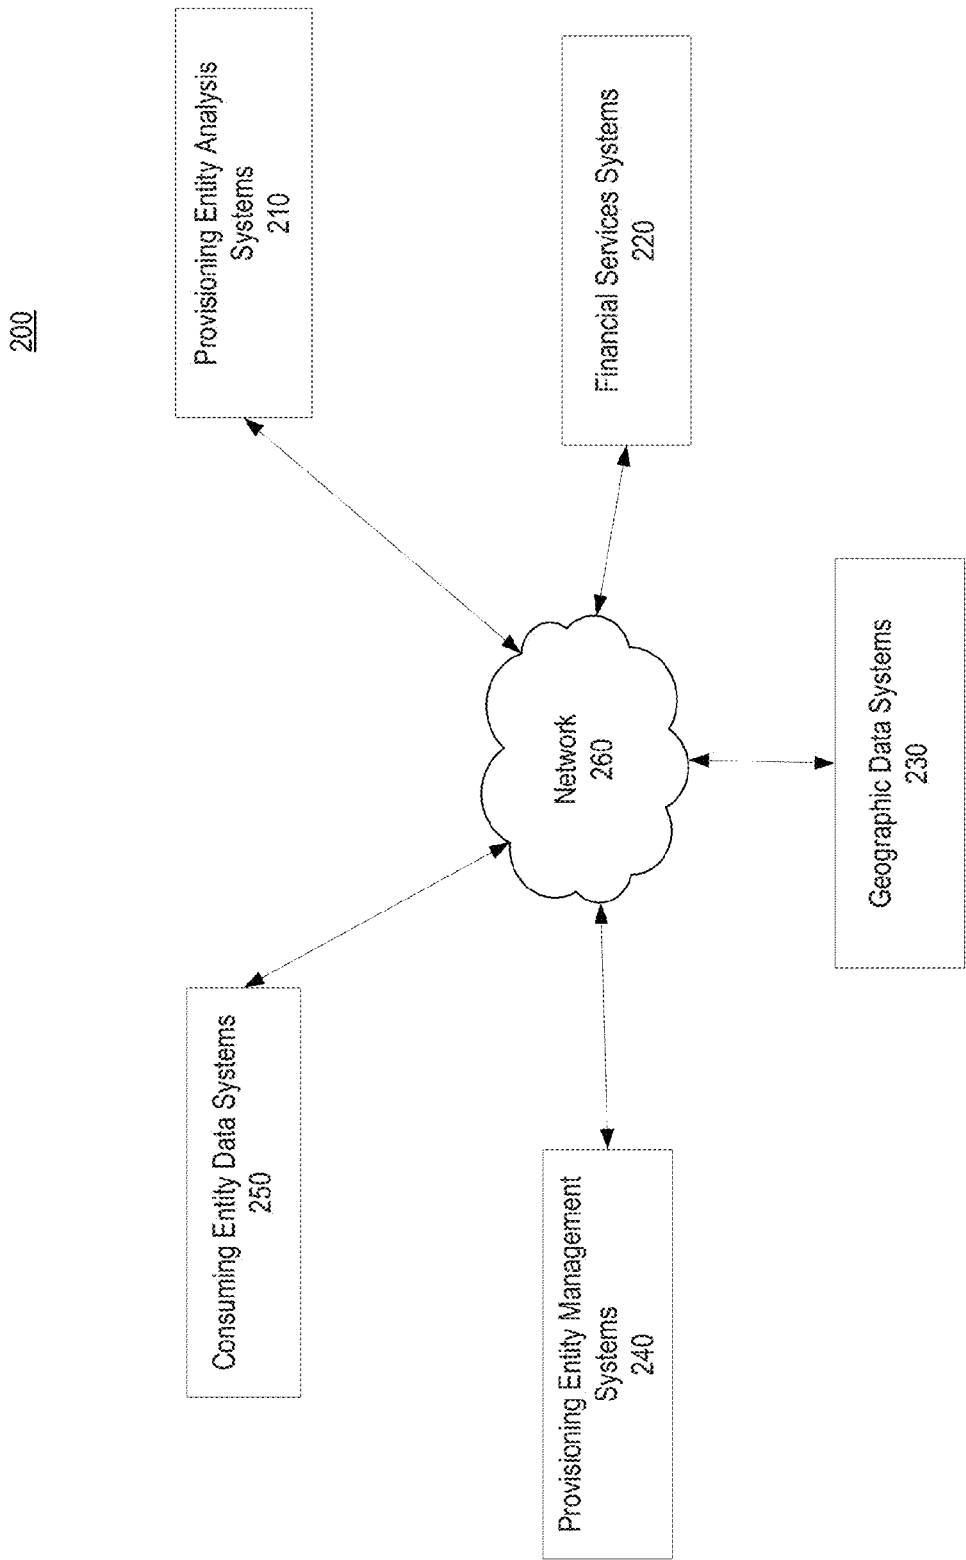 200
Consuming Entity Data Systems
250
Provisioning Entity Analysis
Systems
210
Network
260
Provisioning Entity Management
Systems
240
Financial Services Systems
220
Geographic Data Systems
230